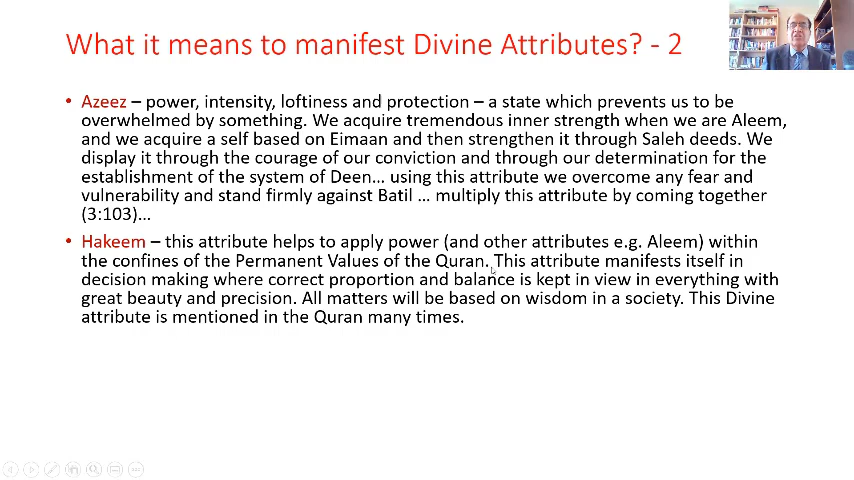 What it means to manifest Divine Attributes? - 2
• Azeez – power, intensity, loftiness and protection – a state which prevents us to be
overwhelmed by something. We acquire tremendous inner strength when we are Aleem,
and we acquire a self based on Eimaan and then strengthen it through Saleh deeds. We
display it through the courage of our conviction and through our determination for the
establishment of the system of Deen… using this attribute we overcome any fear and
vulnerability and stand firmly against Batil … multiply this attribute by coming together
(3:103)…
• Hakeem – this attribute helps to apply power (and other attributes e.g. Aleem) within
the confines of the Permanent Values of the Quran. This attribute manifests itself in
decision making where correct proportion and balance is kept in view in everything with
great beauty and precision. All matters will be based on wisdom in a society. This Divine
attribute is mentioned in the Quran many times.